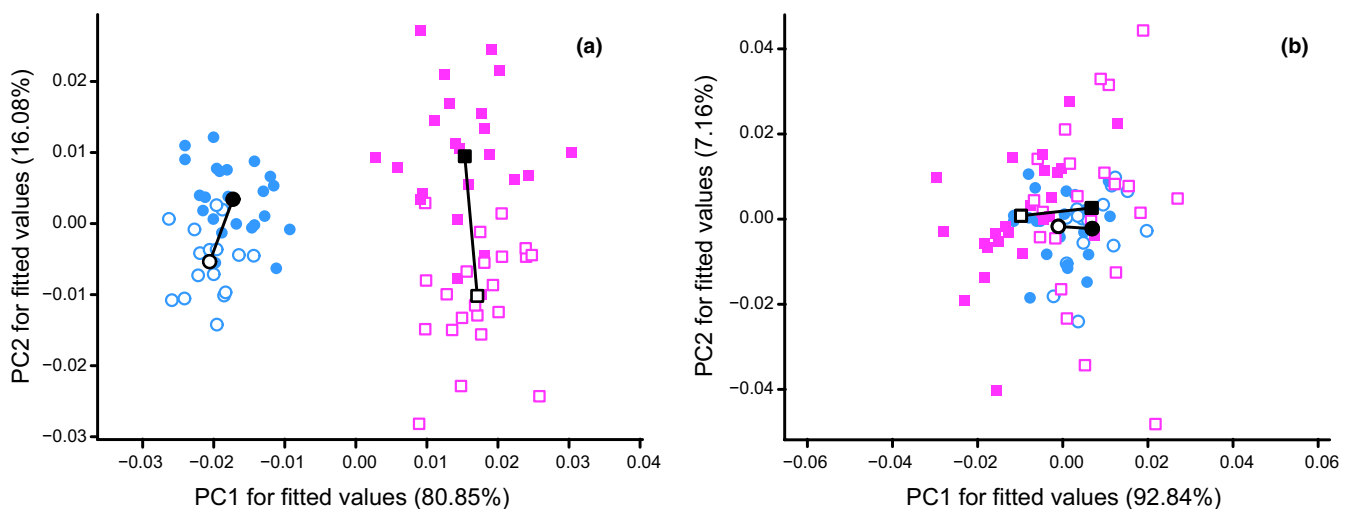 (a)
PC2 for fitted values (16.08%)
0.02
0.01
0.00
−0.01
−0.02
−0.03
−0.03 −0.02 −0.01 0.00 0.01 0.02 0.03 0.04
PC1 for fitted values (80.85%)
(b)
PC2 for fitted values (7.16%)
0.04
0.02
0.00
−0.02
−0.04
−0.06 −0.04 −0.02 0.00 0.02 0.04 0.06
PC1 for fitted values (92.84%)